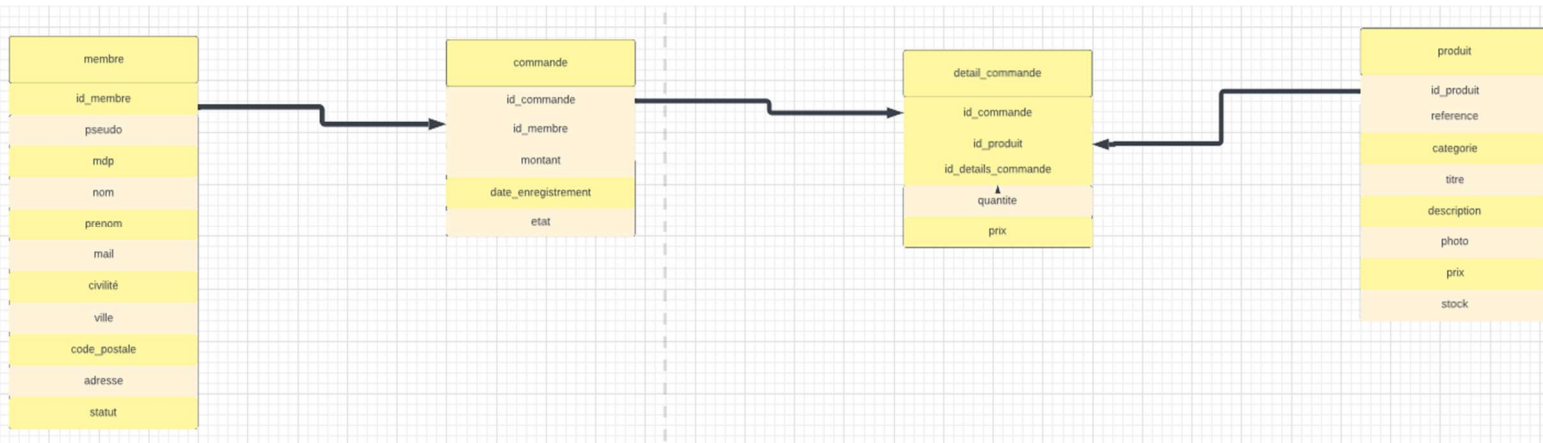 membre
id_membre
pseudo
mdp
nom
prenom
mail
civilité
ville
code_postale
adresse
statut
commande
id_commande
id_membre
montant
date_enregistrement
etat
detail_commande
id_commande
id_produit
id_details_commande
quantite
prix
produit
id_produit
reference
categorie
titre
description
photo
prix
stock